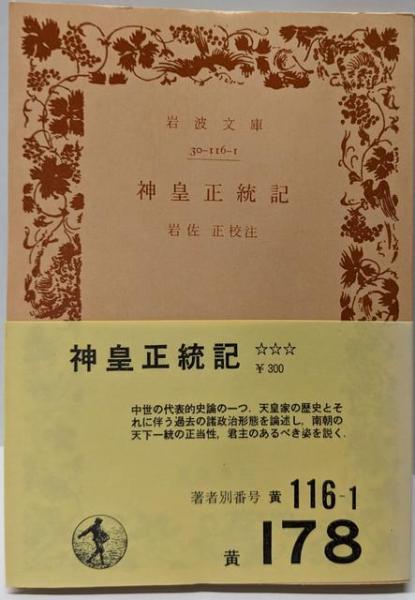 岩波文庫
30-116-1
神皇正統記
岩佐 正校注
神皇正統記 ☆☆☆
¥300
中世の代表的史論の一つ．天皇家の歴史とそ
れに伴う過去の諸政治形態を論述し，南朝の
天下一統の正当性，君主のあるべき姿を説く．
著者別番号 黄 116-1
黄 178